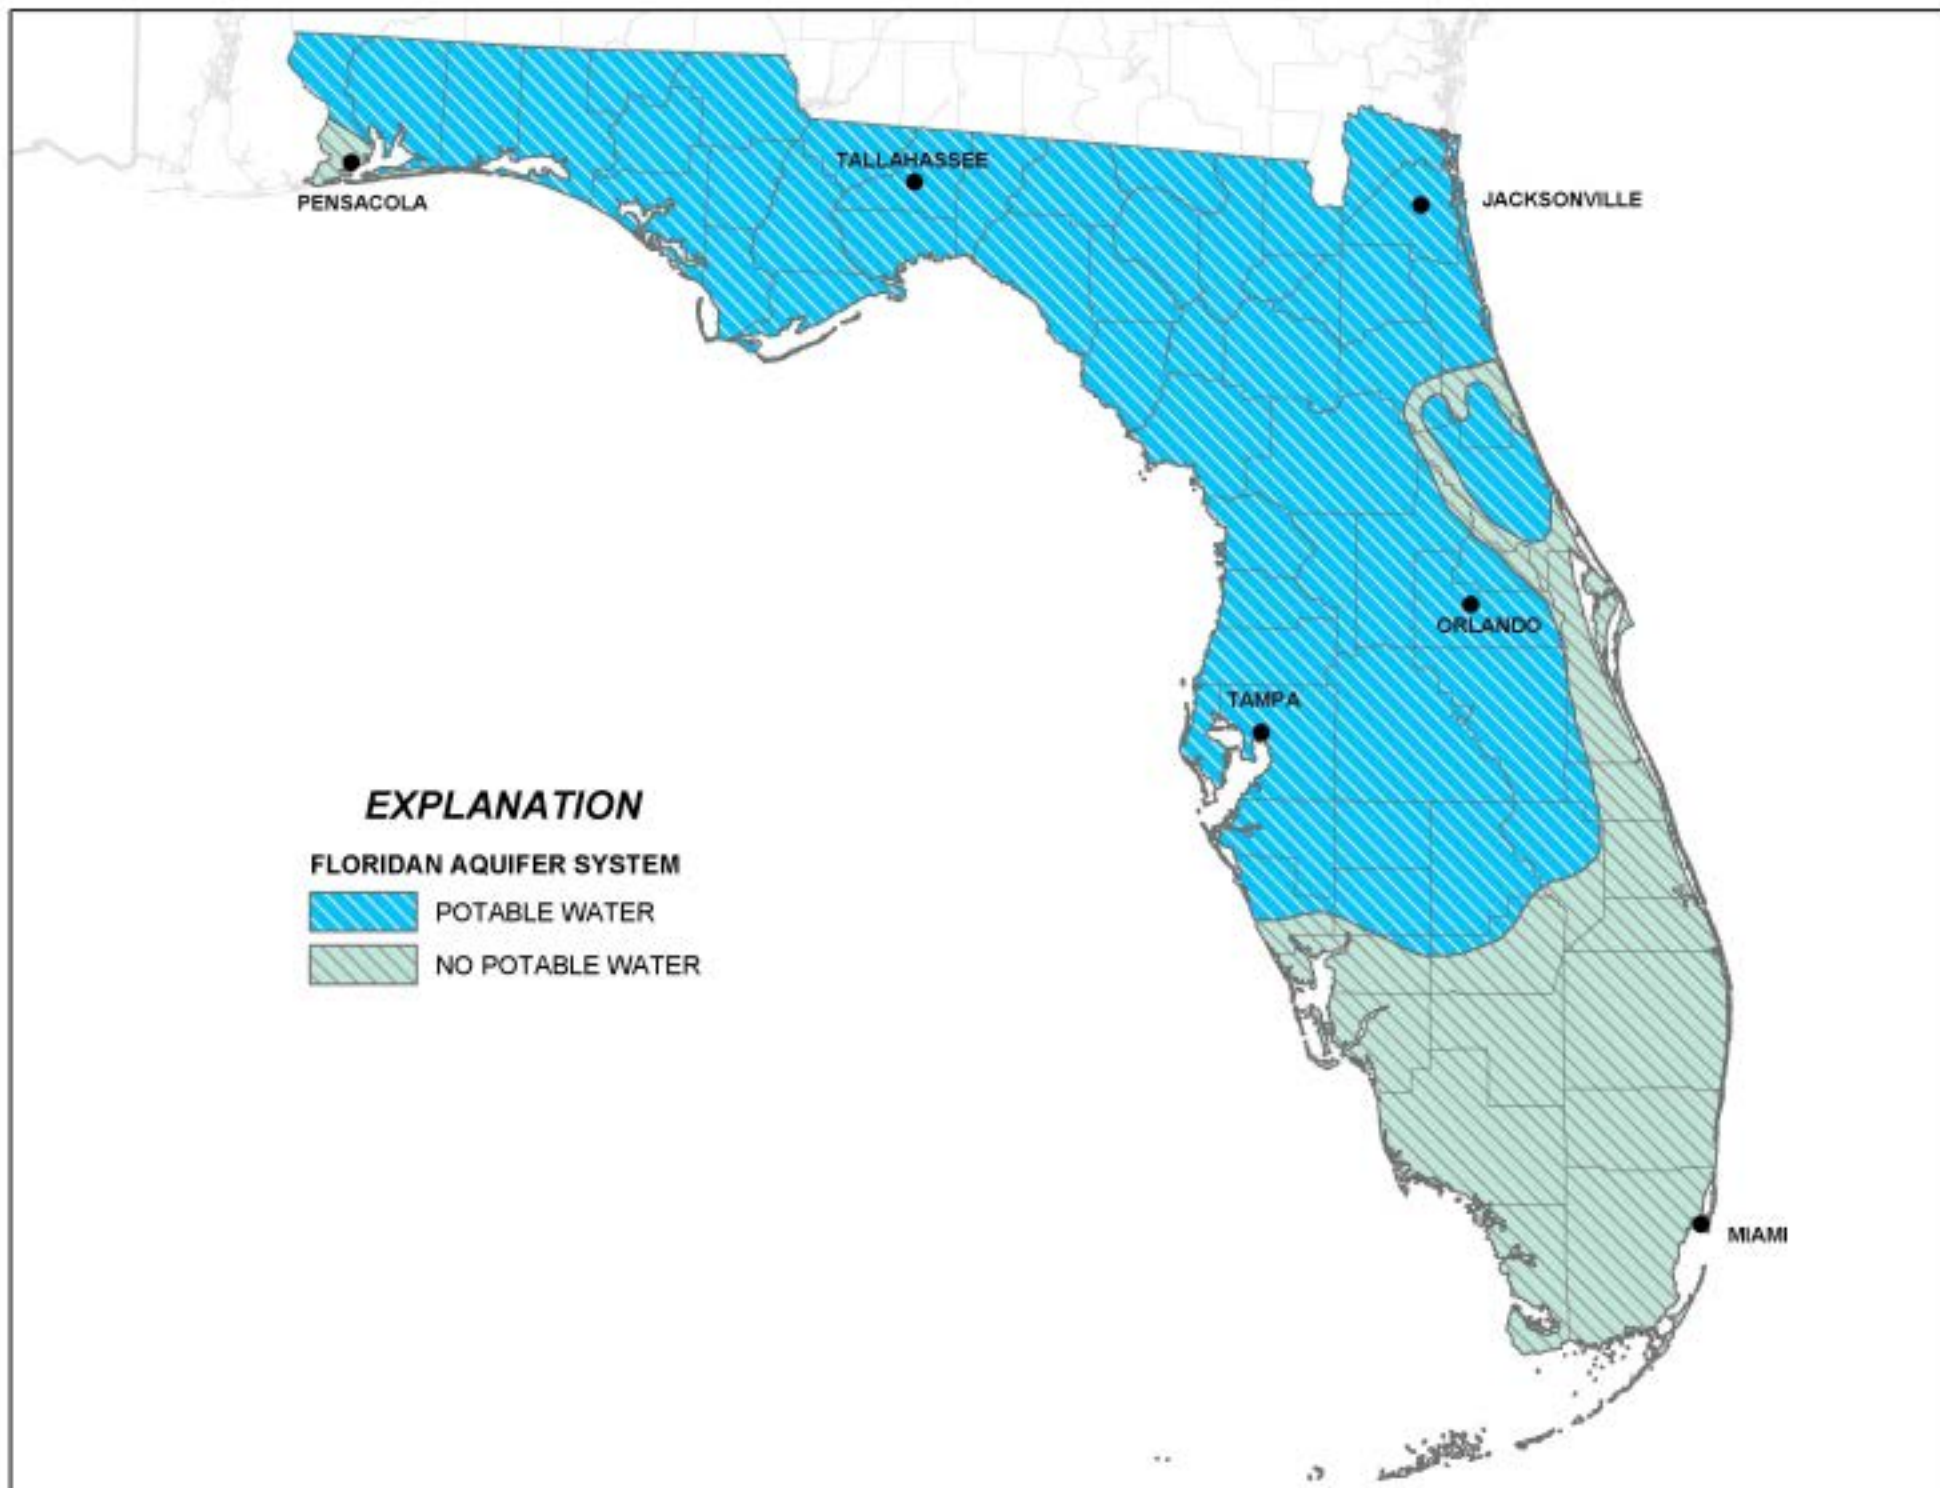 TALLAHASSEE
PENSACOLA
JACKSONVILLE
ORLANDO
TAMPA
EXPLANATION
FLORIDAN AQUIFER SYSTEM
POTABLE WATER
NO POTABLE WATER
MIAMI